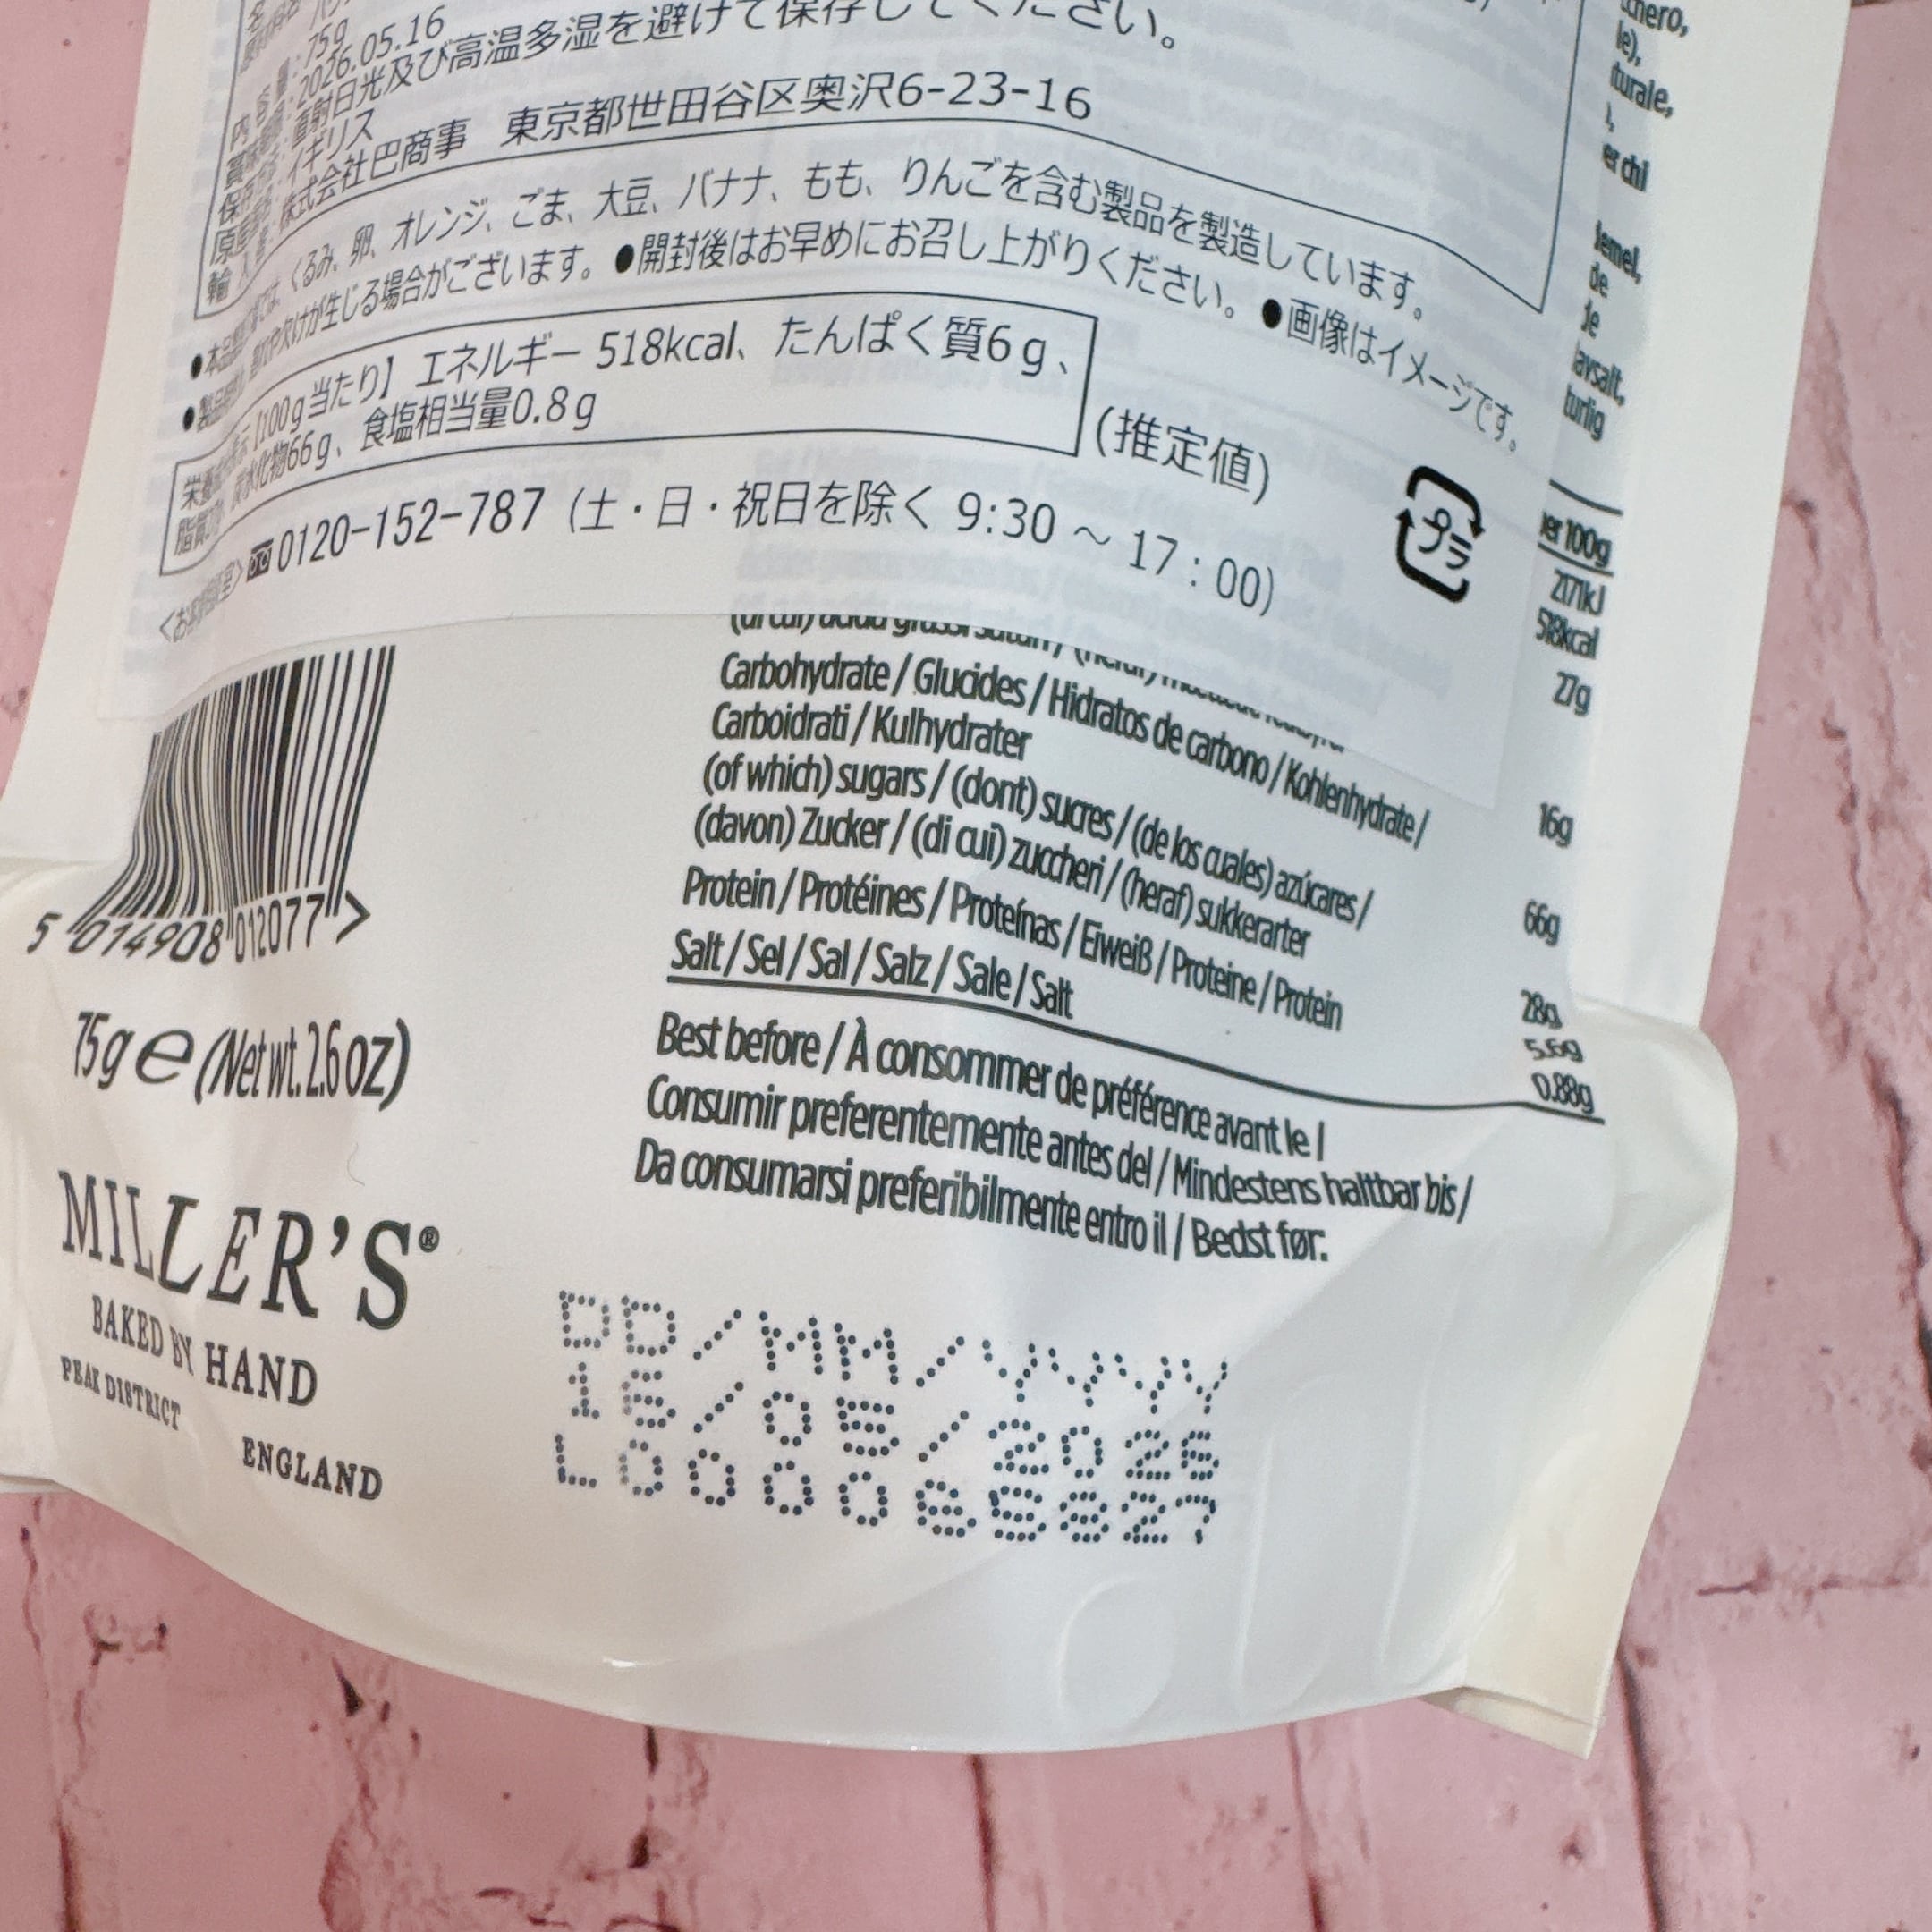 量:75g
2026.05.16
直射日光及び高温多湿を避けて保存してください。
イギリス
株式会社巴商事 東京都世田谷区奥沢6-23-16
くるみ、卵、オレンジ、ごま、大豆、バナナ、もも、りんごを含む製品を製造しています。
欠けが生じる場合がございます。●開封後はお早めにお召し上がりください。●画像はイメージです。
[100g当たり] エネルギー 518kcal、たんぱく質6g、
炭水化物66g、食塩相当量0.8g
(推定値)
0120-152-787 (土・日・祝日を除く 9:30 ～ 17:00)
プラ
turale,
er chi
de
turlig
er 100g
2171kJ
518kcal
27g
16g
66g
28g
5.6g
0.88g
Carbohydrate / Glucides / Hidratos de carbono / Kohlenhydrate /
Carboidrati / Kulhydrater
(of which) sugars / (dont) sucres / (de los cuales) azúcares /
(davon) Zucker / (di cui) zuccheri / (heraf) sukkerarter
Protein / Protéines / Proteínas / Eiweiß / Proteine / Protein
Salt / Sel / Sal / Salz / Sale / Salt
Best before / À consommer de préférence avant le /
Consumir preferentemente antes del / Mindestens haltbar bis /
Da consumarsi preferibilmente entro il / Bedst før.
5 014908 012077 >
75g e (Net wt. 2.6 oz)
MILLER'S®
BAKED BY HAND
PEAK DISTRICT
ENGLAND
DD/MM/YYYY
16/05/2026
L000065827